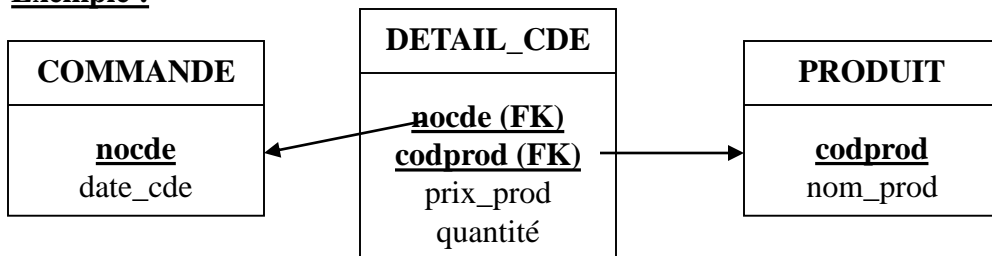 Exemple :
COMMANDE
nocde
date_cde
DETAIL_CDE
nocde (FK)
codprod (FK)
prix_prod
quantité
PRODUIT
codprod
nom_prod